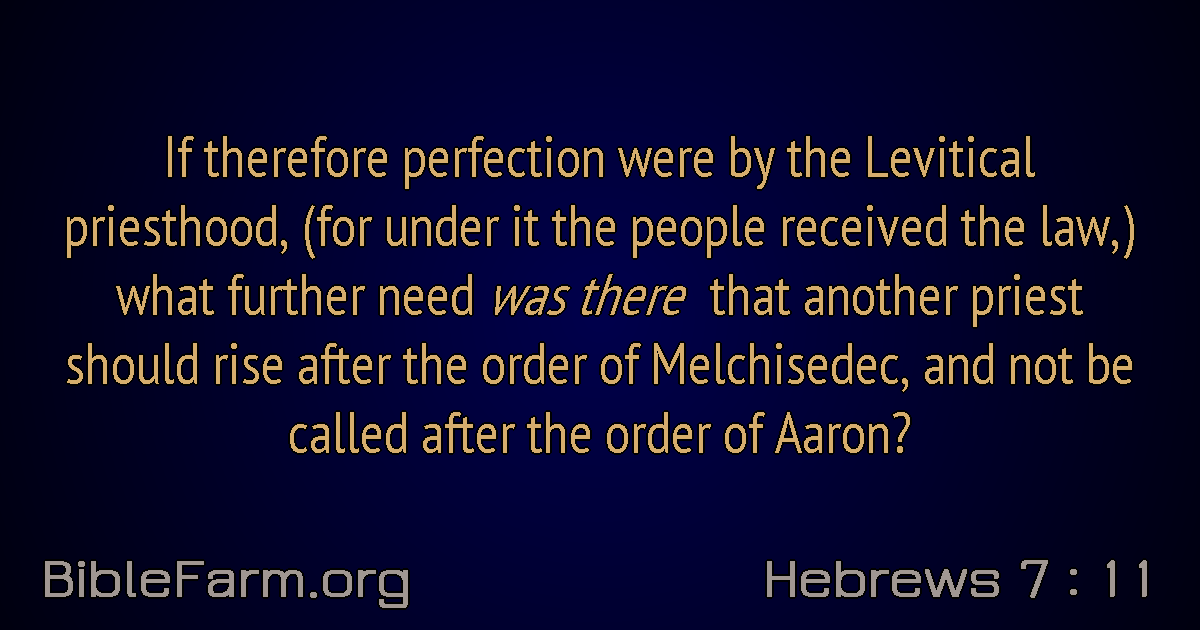 If therefore perfection were by the Levitical
priesthood, (for under it the people received the law,)
what further need was there that another priest
should rise after the order of Melchisedec, and not be
called after the order of Aaron?
BibleFarm.org
Hebrews 7 : 11